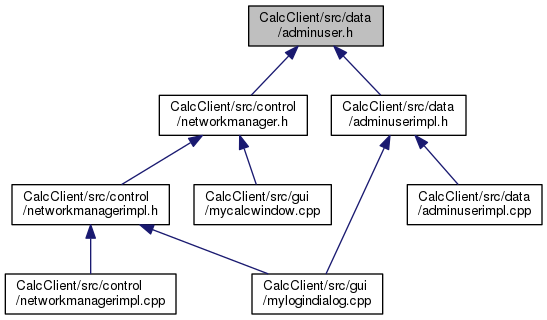 CalcClient/src/data
/adminuser.h
CalcClient/src/control
/networkmanager.h
CalcClient/src/data
/adminuserimpl.h
CalcClient/src/control
/networkmanagerimpl.h
CalcClient/src/gui
/mycalcwindow.cpp
CalcClient/src/data
/adminuserimpl.cpp
CalcClient/src/control
/networkmanagerimpl.cpp
CalcClient/src/gui
/mylogindialog.cpp